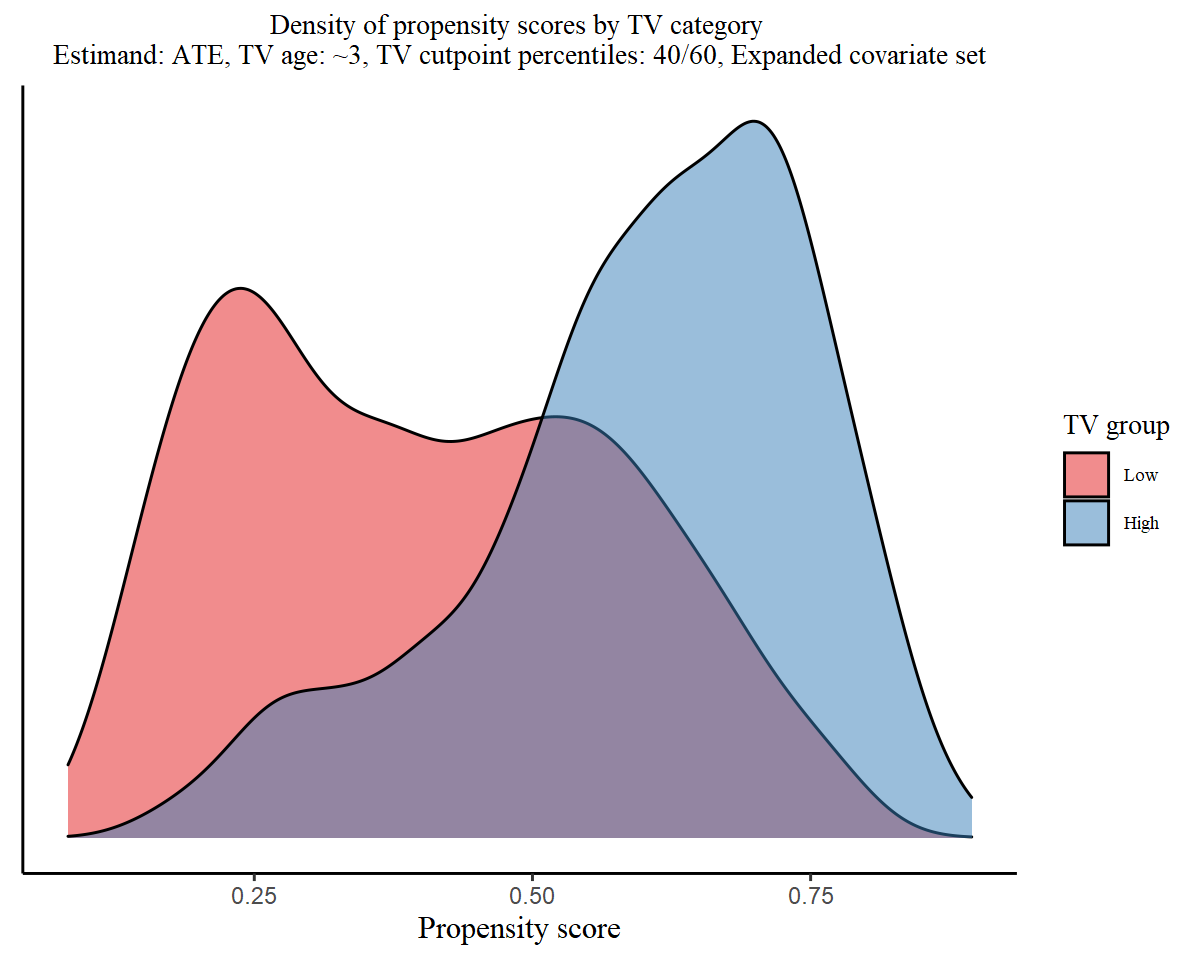 Density of propensity scores by TV category
Estimand: ATE, TV age: ~3, TV cutpoint percentiles: 40/60, Expanded covariate set
TV group
Low
High
0.25
0.50
0.75
Propensity score